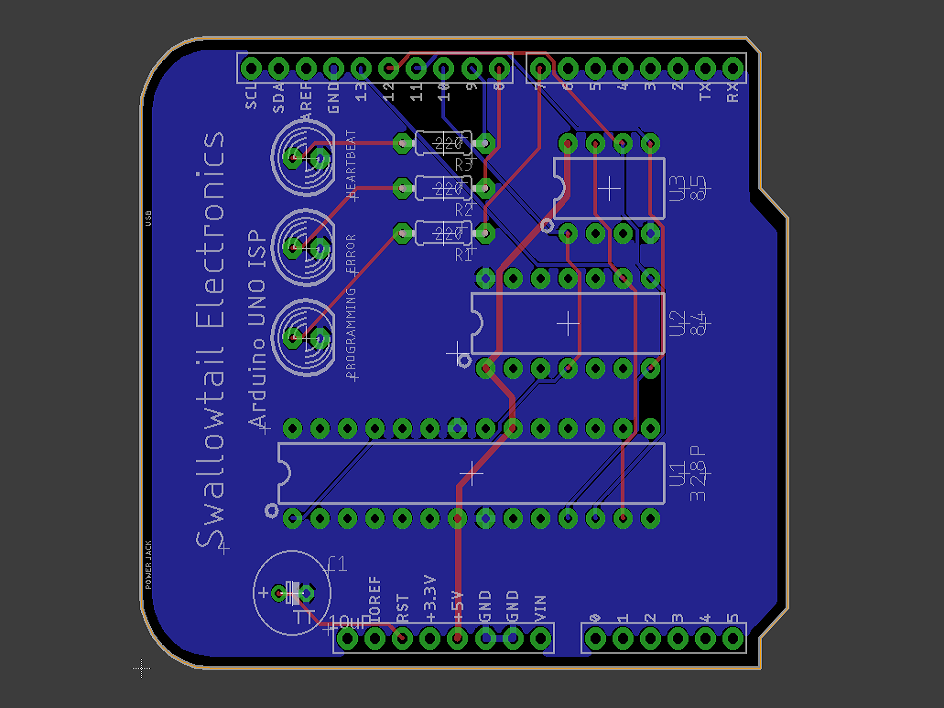 SCL
SDA
AREF
GND
13
12
11
10
9
8
7
6
5
4
3
2
TX
RX
HEARTBEAT
220
R3
220
R2
220
R1
U3
85
USB
Swallowtail Electronics
Arduino UNO ISP
ERROR
PROGRAMMING
U2
84
U1
328P
POWER JACK
C1
10uF
IOREF
RST
+3.3V
+5V
GND
GND
VIN
0
1
2
3
4
5